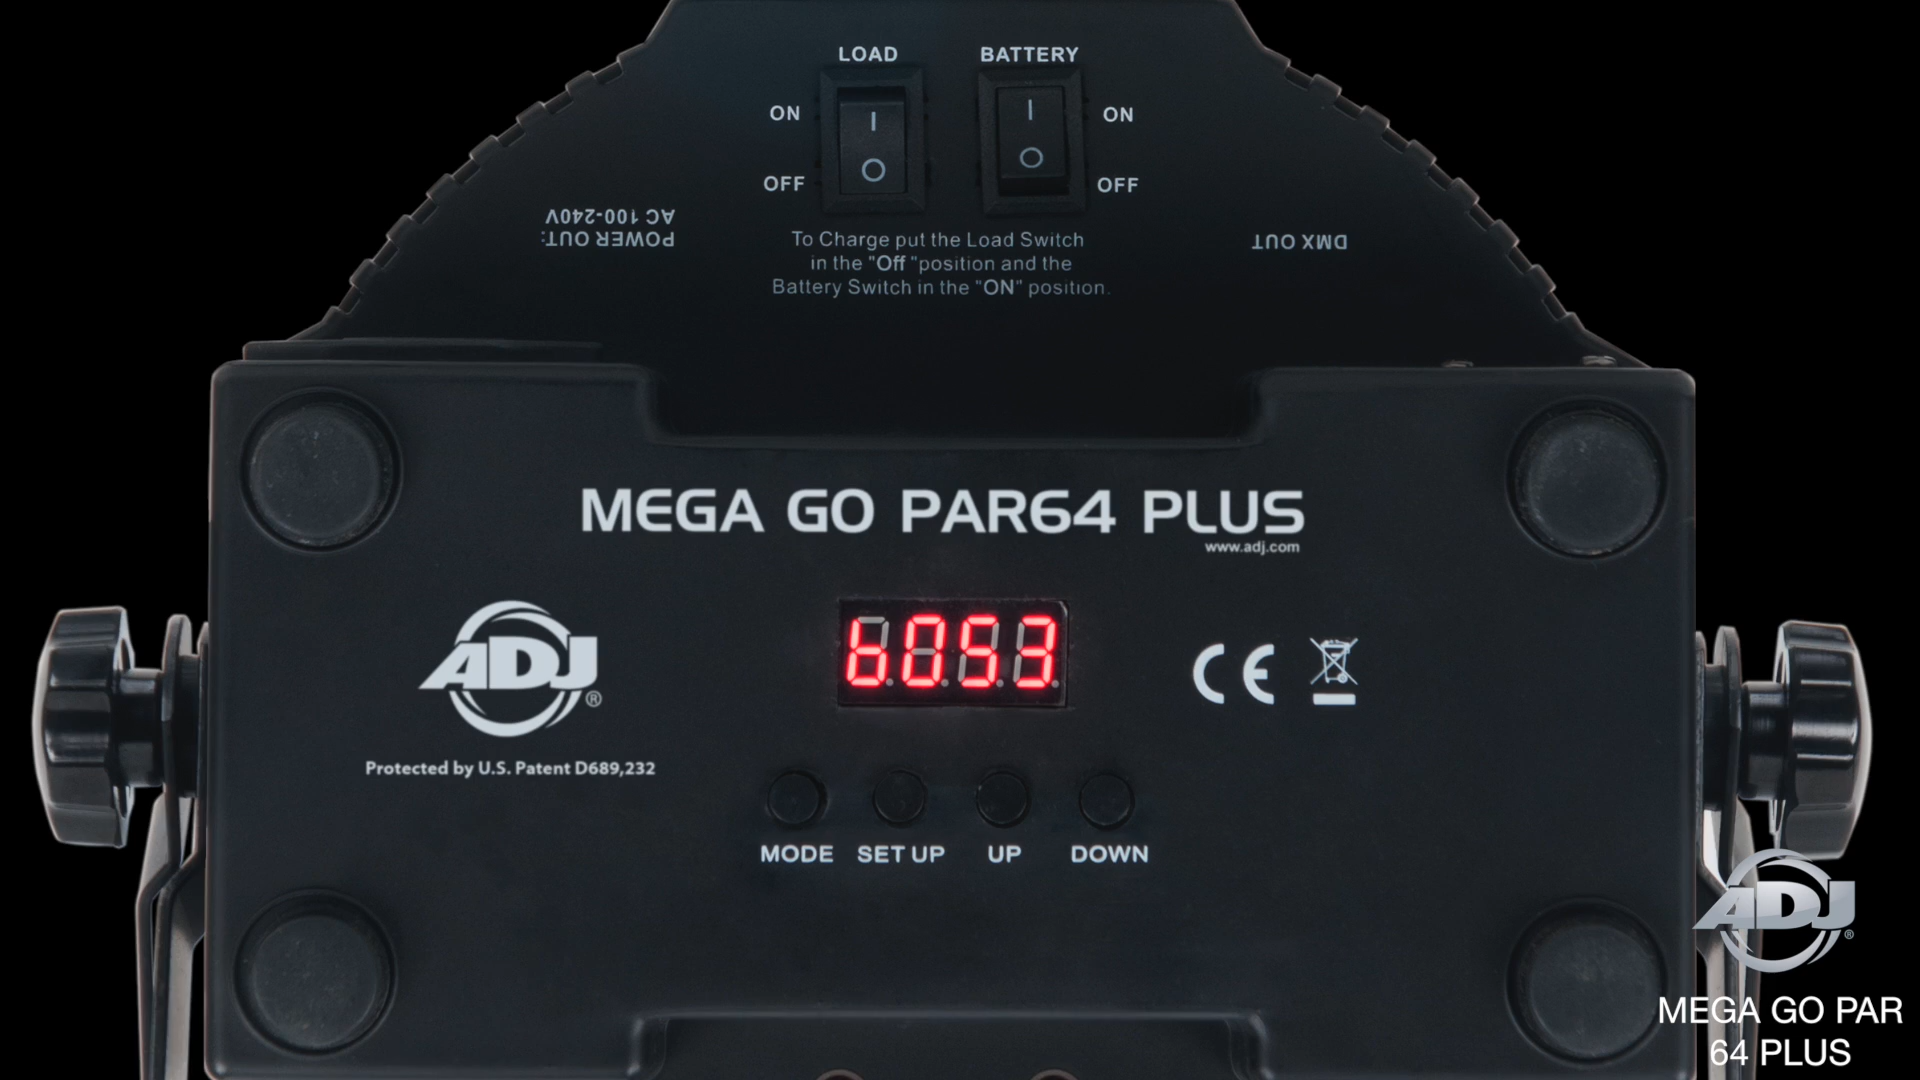 LOAD
BATTERY
ON
I
I
ON
OFF
O
O
OFF
POWER OUT:
AC 100-240V
To Charge put the Load Switch
in the "Off "position and the
Battery Switch in the "ON" position.
DMX OUT
MEGA GO PAR64 PLUS
www.adj.com
ADJ®
b053
CE
Protected by U.S. Patent D689,232
MODE
SET UP
UP
DOWN
ADJ®
MEGA GO PAR
64 PLUS